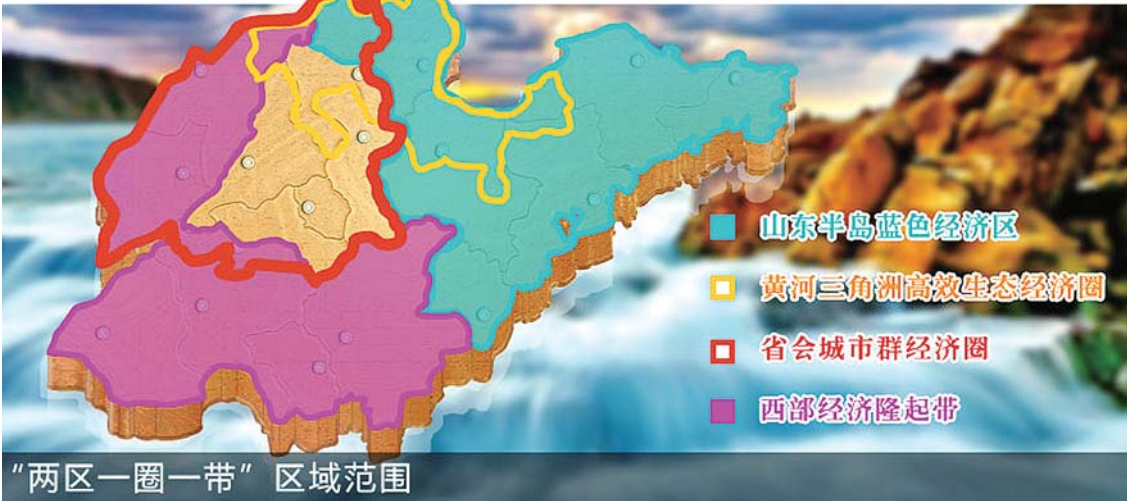 山东半岛蓝色经济区
黄河三角洲高效生态经济圈
省会城市群经济圈
西部经济隆起带
“两区一圈一带”区域范围